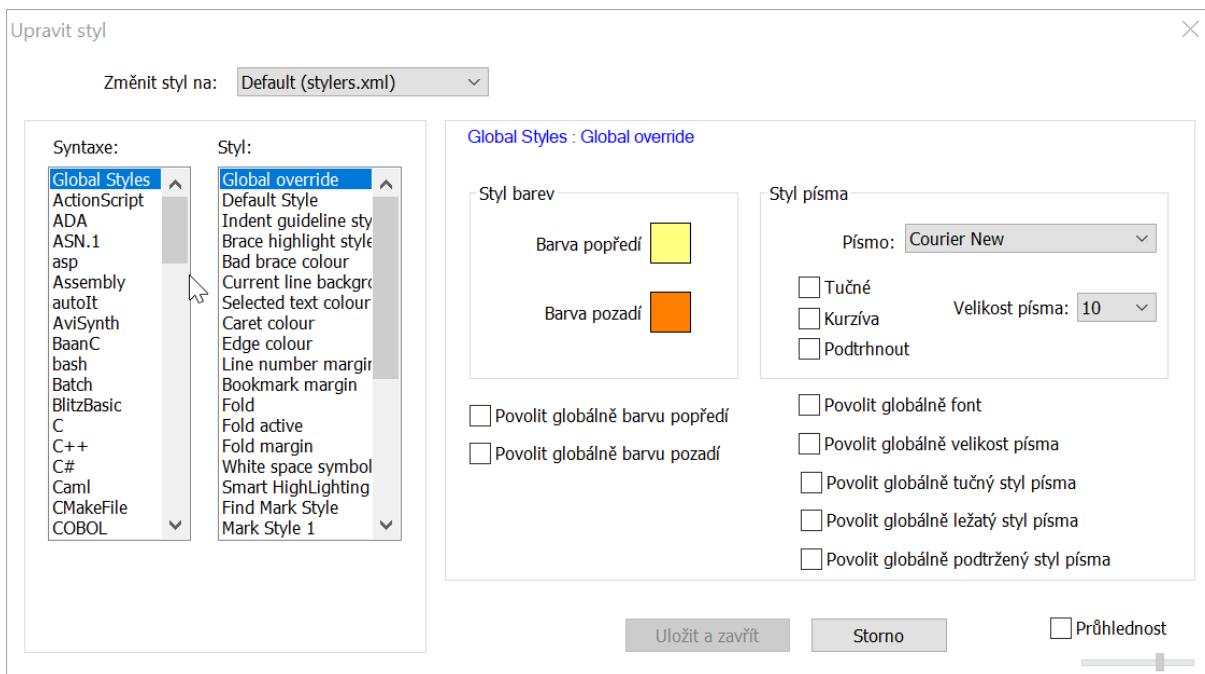 Upravit styl
Změnit styl na: Default (stylers.xml)
Syntaxe:
Global Styles
ActionScript
ADA
ASN.1
asp
Assembly
autoIt
AviSynth
BaanC
bash
Batch
BlitzBasic
C
C++
C#
Caml
CMakeFile
COBOL
Styl:
Global override
Default Style
Indent guideline sty
Brace highlight style
Bad brace colour
Current line backgro
Selected text colour
Caret colour
Edge colour
Line number margin
Bookmark margin
Fold
Fold active
Fold margin
White space symbol
Smart HighLighting
Find Mark Style
Mark Style 1
Global Styles : Global override
Styl barev
Barva popředí
Barva pozadí
Povolit globálně barvu popředí
Povolit globálně barvu pozadí
Styl písma
Písmo: Courier New
Tučné
Kurzíva
Podtrhnout
Velikost písma: 10
Povolit globálně font
Povolit globálně velikost písma
Povolit globálně tučný styl písma
Povolit globálně ležatý styl písma
Povolit globálně podtržený styl písma
Uložit a zavřít
Storno
Průhlednost